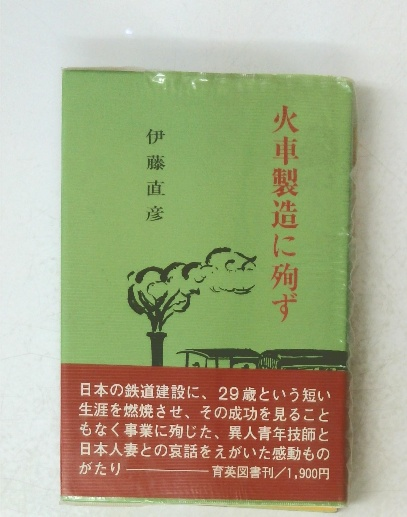 火車製造に殉ず
伊藤直彦
日本の鉄道建設に、29歳という短い
生涯を燃焼させ、その成功を見ること
もなく事業に殉じた、異人青年技師と
日本人妻との哀話をえがいた感動もの
がたり――――育英図書刊/1,900円